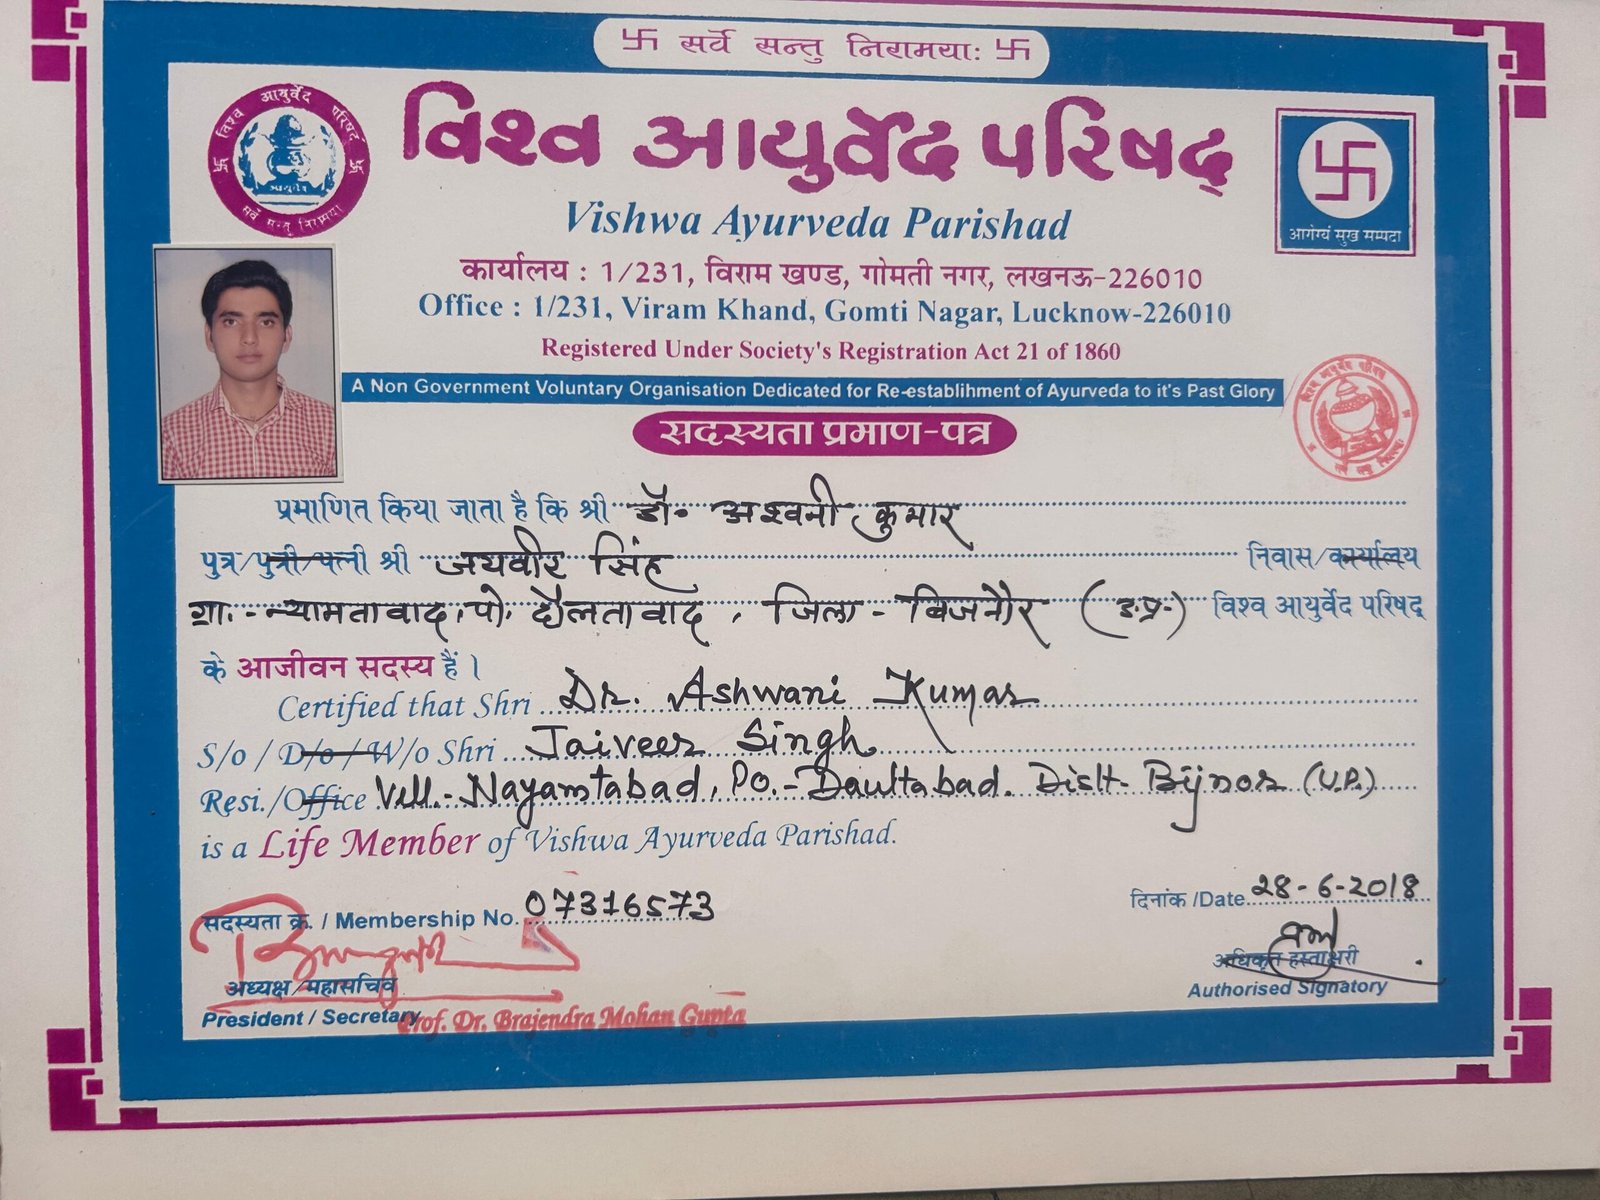 卐 सर्वे सन्तु निरामयाः 卐
विश्व आयुर्वेद परिषद
सर्वे सन्तु निरामया
विश्व आयुर्वेद परिषद्
आरोग्यं सुख सम्पदा
Vishwa Ayurveda Parishad
कार्यालय : 1/231, विराम खण्ड, गोमती नगर, लखनऊ-226010
Office : 1/231, Viram Khand, Gomti Nagar, Lucknow-226010
Registered Under Society's Registration Act 21 of 1860
A Non Government Voluntary Organisation Dedicated for Re-establihment of Ayurveda to it's Past Glory
सदस्यता प्रमाण-पत्र
प्रमाणित किया जाता है कि श्री डॉ. अश्वनी कुमार
पुत्र/पुत्री/पत्नी श्री जयवीर सिंह निवास/कार्यालय
ग्रा.-न्यामतावाद, पो. दौलतावाद, जिला - बिजनौर (उ.प्र.) विश्व आयुर्वेद परिषद्
के आजीवन सदस्य हैं।
Certified that Shri Dr. Ashwani Kumar
S/o / D/o / W/o Shri Jaiveer Singh
Resi./Office Vill.-Nayamtabad, Po.-Daultabad. Distt- Bijnor (U.P.)
is a Life Member of Vishwa Ayurveda Parishad.
सदस्यता क्र. / Membership No. 07316573
दिनांक /Date 28-6-2018
अध्यक्ष/महासचिव
President / Secretary
Prof. Dr. Brajendra Mohan Gupta
अधिकृत हस्ताक्षरी
Authorised Signatory